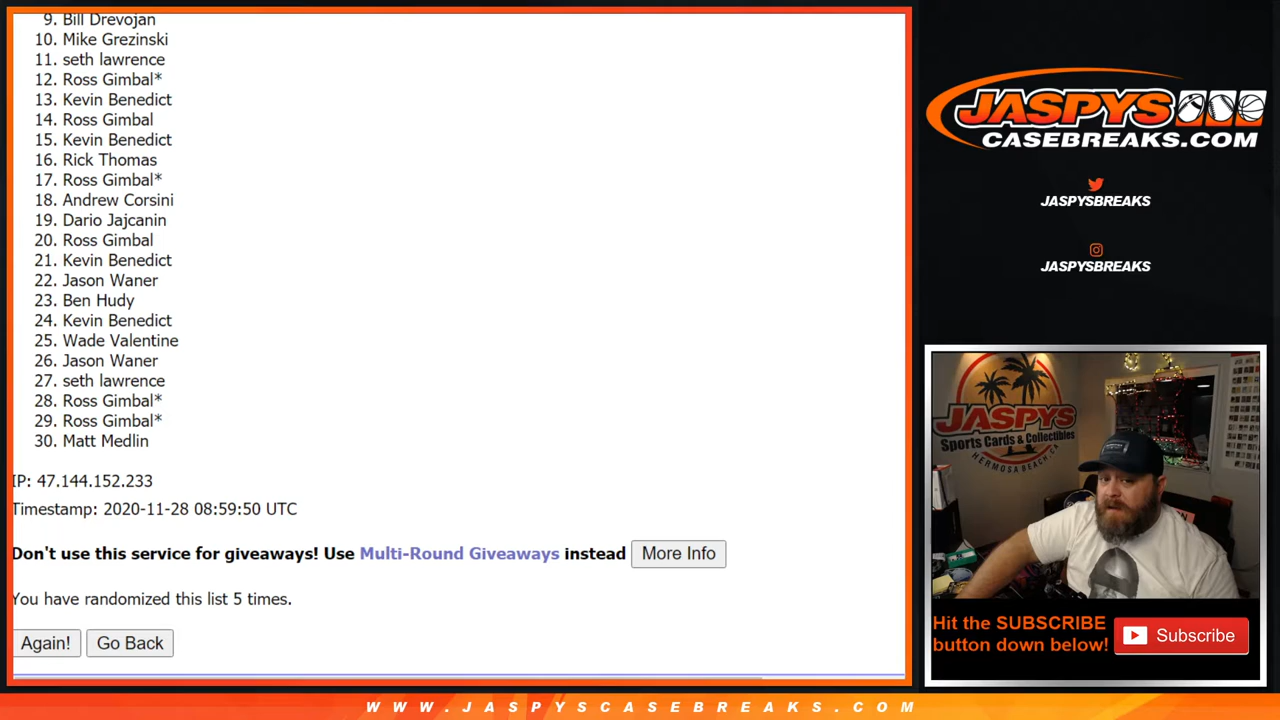 9. Bill Drevojan
10. Mike Grezinski
11. seth lawrence
12. Ross Gimbal*
13. Kevin Benedict
14. Ross Gimbal
15. Kevin Benedict
16. Rick Thomas
17. Ross Gimbal*
18. Andrew Corsini
19. Dario Jajcanin
20. Ross Gimbal
21. Kevin Benedict
22. Jason Waner
23. Ben Hudy
24. Kevin Benedict
25. Wade Valentine
26. Jason Waner
27. seth lawrence
28. Ross Gimbal*
29. Ross Gimbal*
30. Matt Medlin
IP: 47.144.152.233
Timestamp: 2020-11-28 08:59:50 UTC
Don't use this service for giveaways! Use Multi-Round Giveaways instead More Info
You have randomized this list 5 times.
Again! Go Back
JASPYS
CASEBREAKS.COM
JASPYSBREAKS
JASPYSBREAKS
JASPYS
Sports Cards & Collectibles
HERMOSA BEACH, CA
Hit the SUBSCRIBE
button down below!
Subscribe
WWW.JASPYSCASEBREAKS.COM